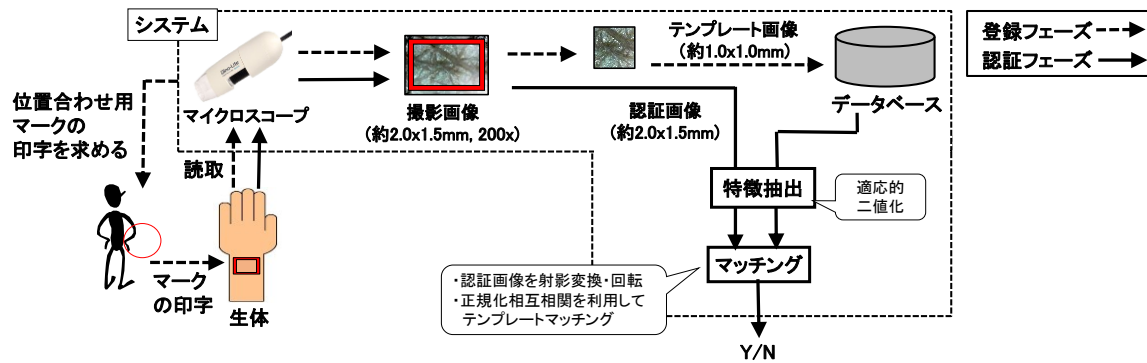 システム
登録フェーズ
認証フェーズ
テンプレート画像
(約1.0x1.0mm)
データベース
位置合わせ用
マークの
印字を求める
マイクロスコープ
撮影画像
(約2.0x1.5mm, 200x)
認証画像
(約2.0x1.5mm)
読取
特徴抽出
適応的
二値化
マーク
の印字
生体
マッチング
・認証画像を射影変換・回転
・正規化相互相関を利用して
テンプレートマッチング
Y/N